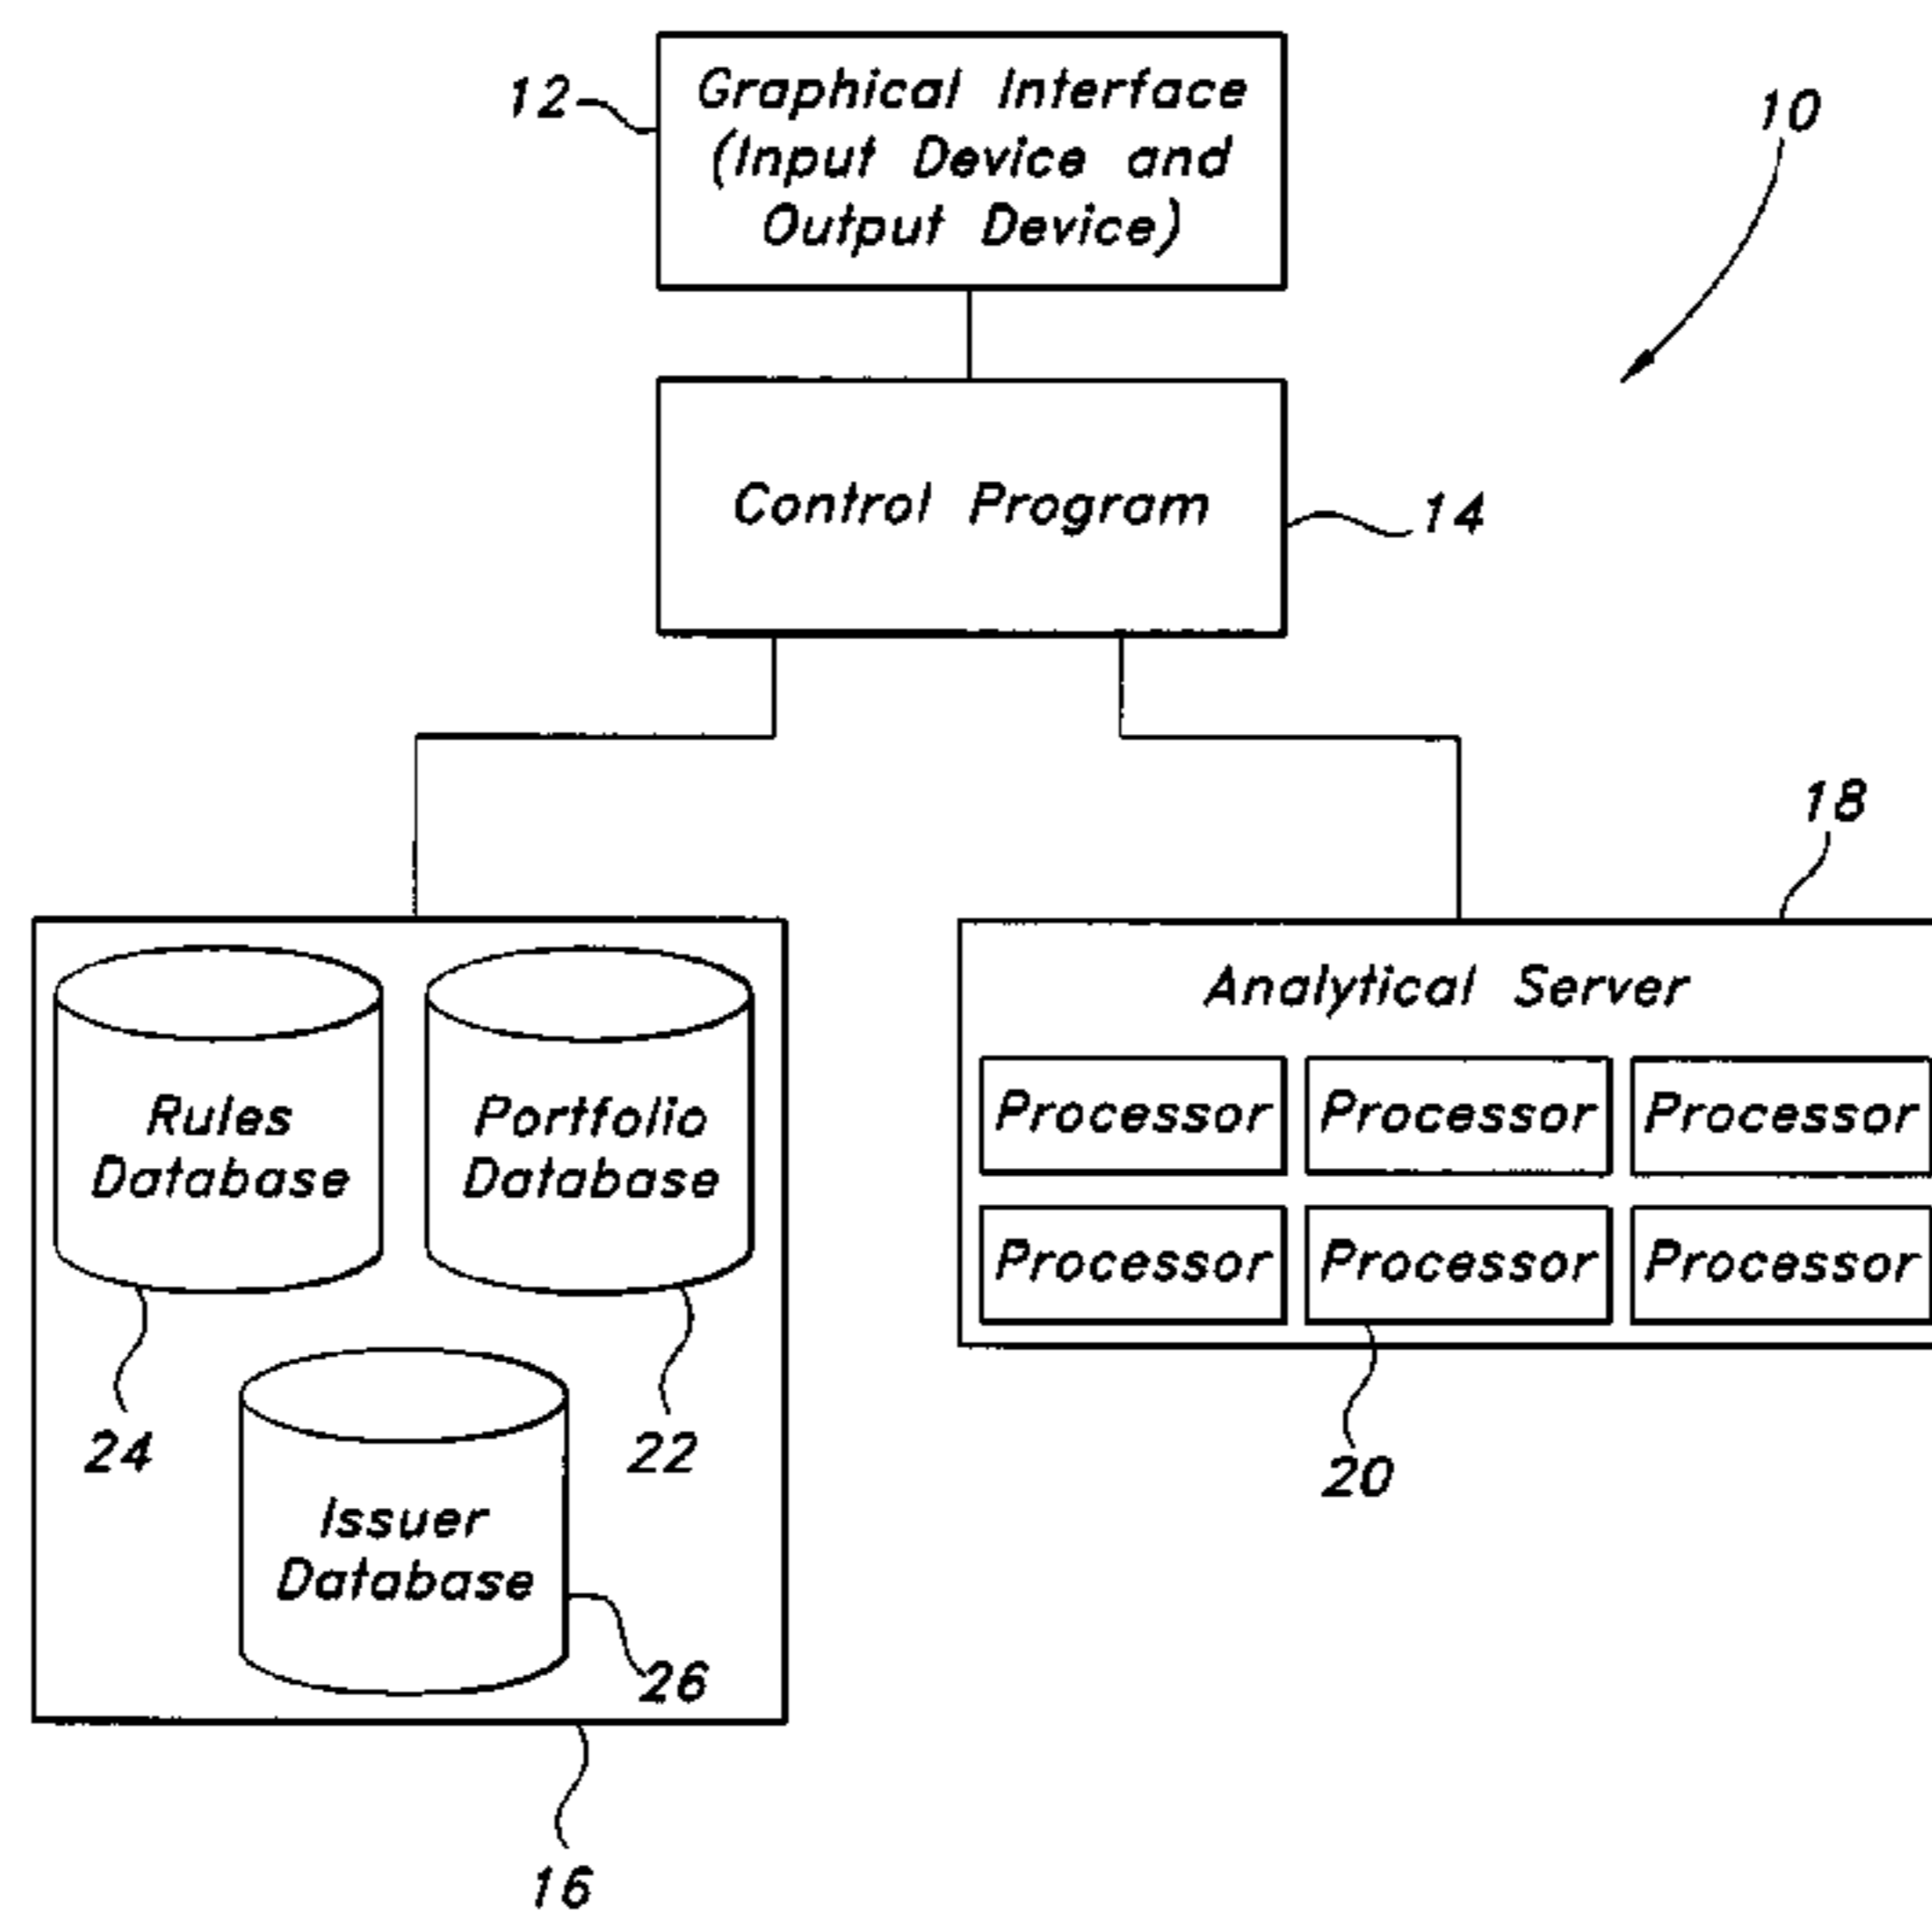 12
Graphical Interface
(Input Device and
Output Device)
10
Control Program
14
18
Analytical Server
Processor Processor Processor
Processor Processor Processor
20
Rules
Database
Portfolio
Database
24
22
Issuer
Database
26
16